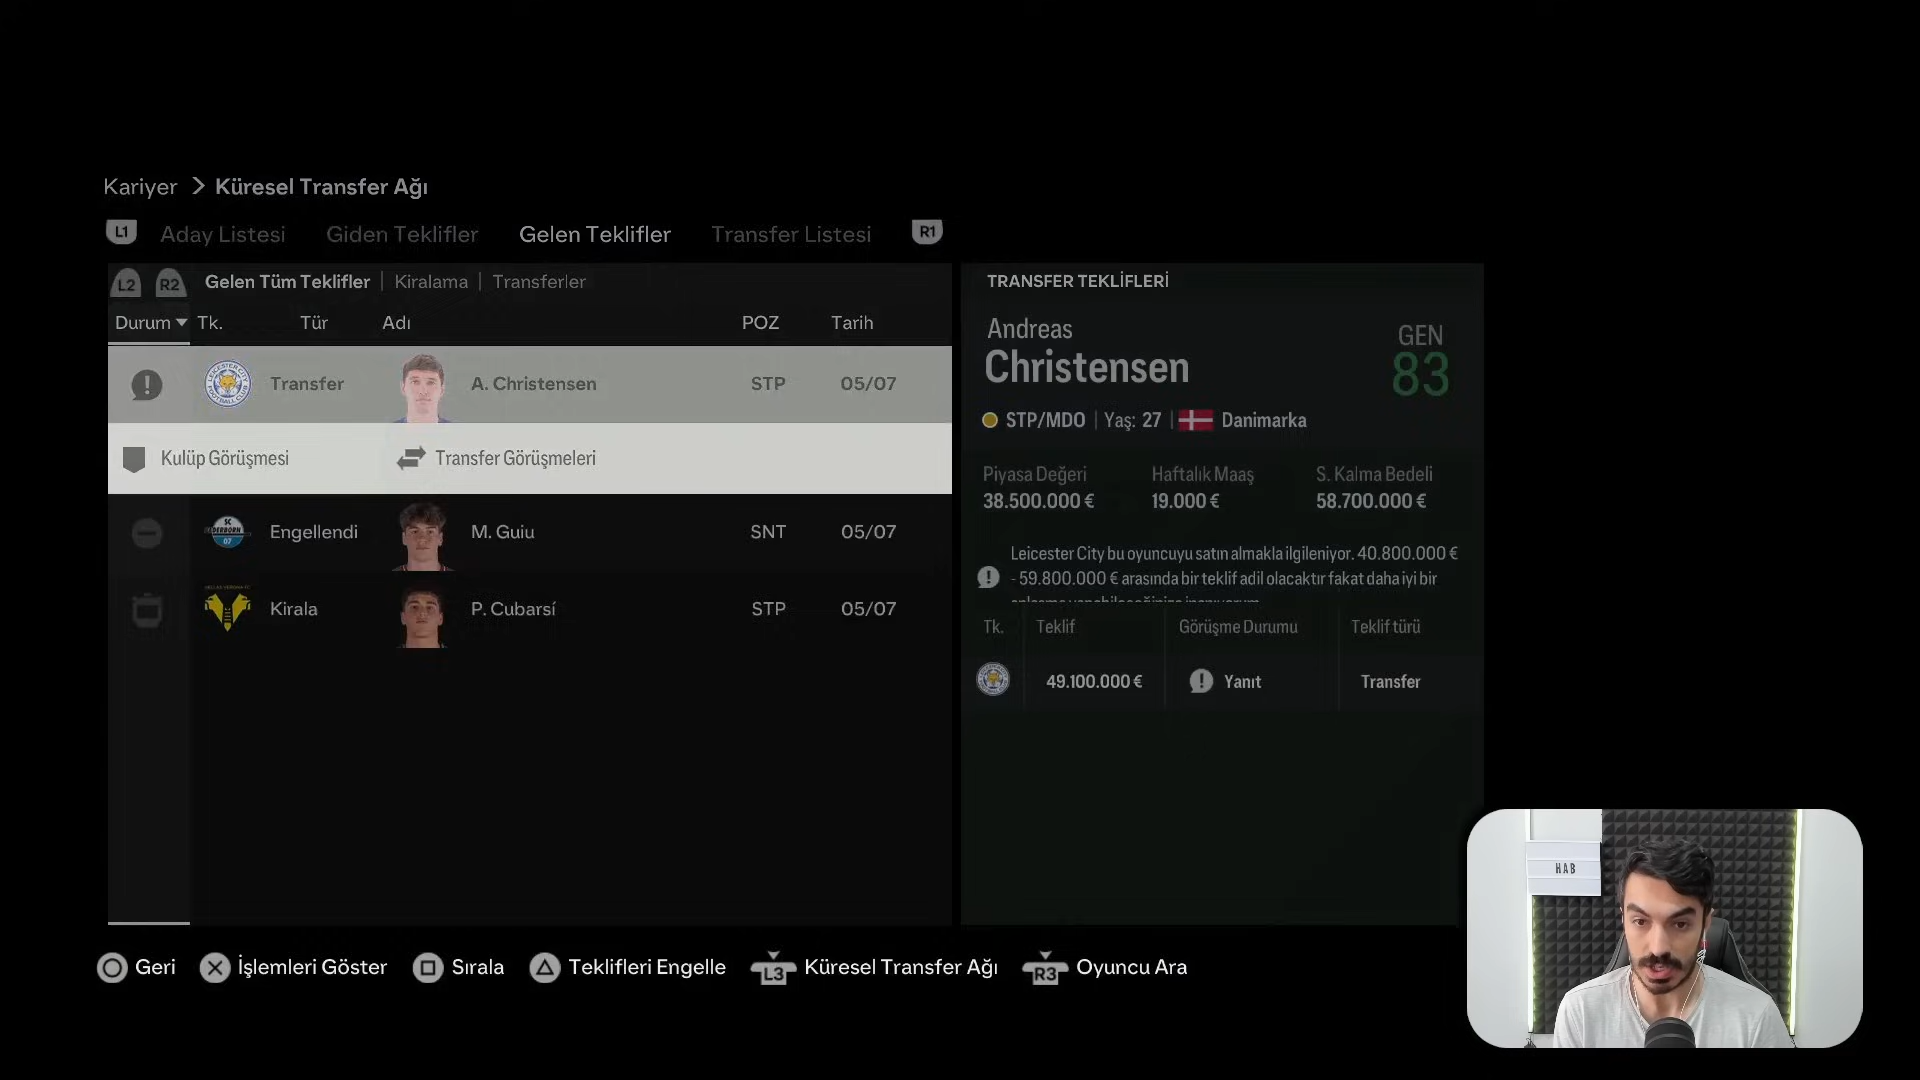 Kariyer > Küresel Transfer Ağı
L1 Aday Listesi Giden Teklifler Gelen Teklifler Transfer Listesi R1
L2 R2 Gelen Tüm Teklifler | Kiralama | Transferler
Durum Tk. Tür Adı POZ Tarih
Transfer A. Christensen STP 05/07
Kulüp Görüşmesi Transfer Görüşmeleri
Engellendi M. Guiu SNT 05/07
Kirala P. Cubarsí STP 05/07
TRANSFER TEKLİFLERİ
Andreas
Christensen
GEN
83
STP/MDO | Yaş: 27 | Danimarka
Piyasa Değeri Haftalık Maaş S. Kalma Bedeli
38.500.000 € 19.000 € 58.700.000 €
Leicester City bu oyuncuyu satın almakla ilgileniyor. 40.800.000 €
- 59.800.000 € arasında bir teklif adil olacaktır fakat daha iyi bir
Tk. Teklif Görüşme Durumu Teklif türü
49.100.000 € Yanıt Transfer
HAB
Geri İşlemleri Göster Sırala Teklifleri Engelle L3 Küresel Transfer Ağı R3 Oyuncu Ara